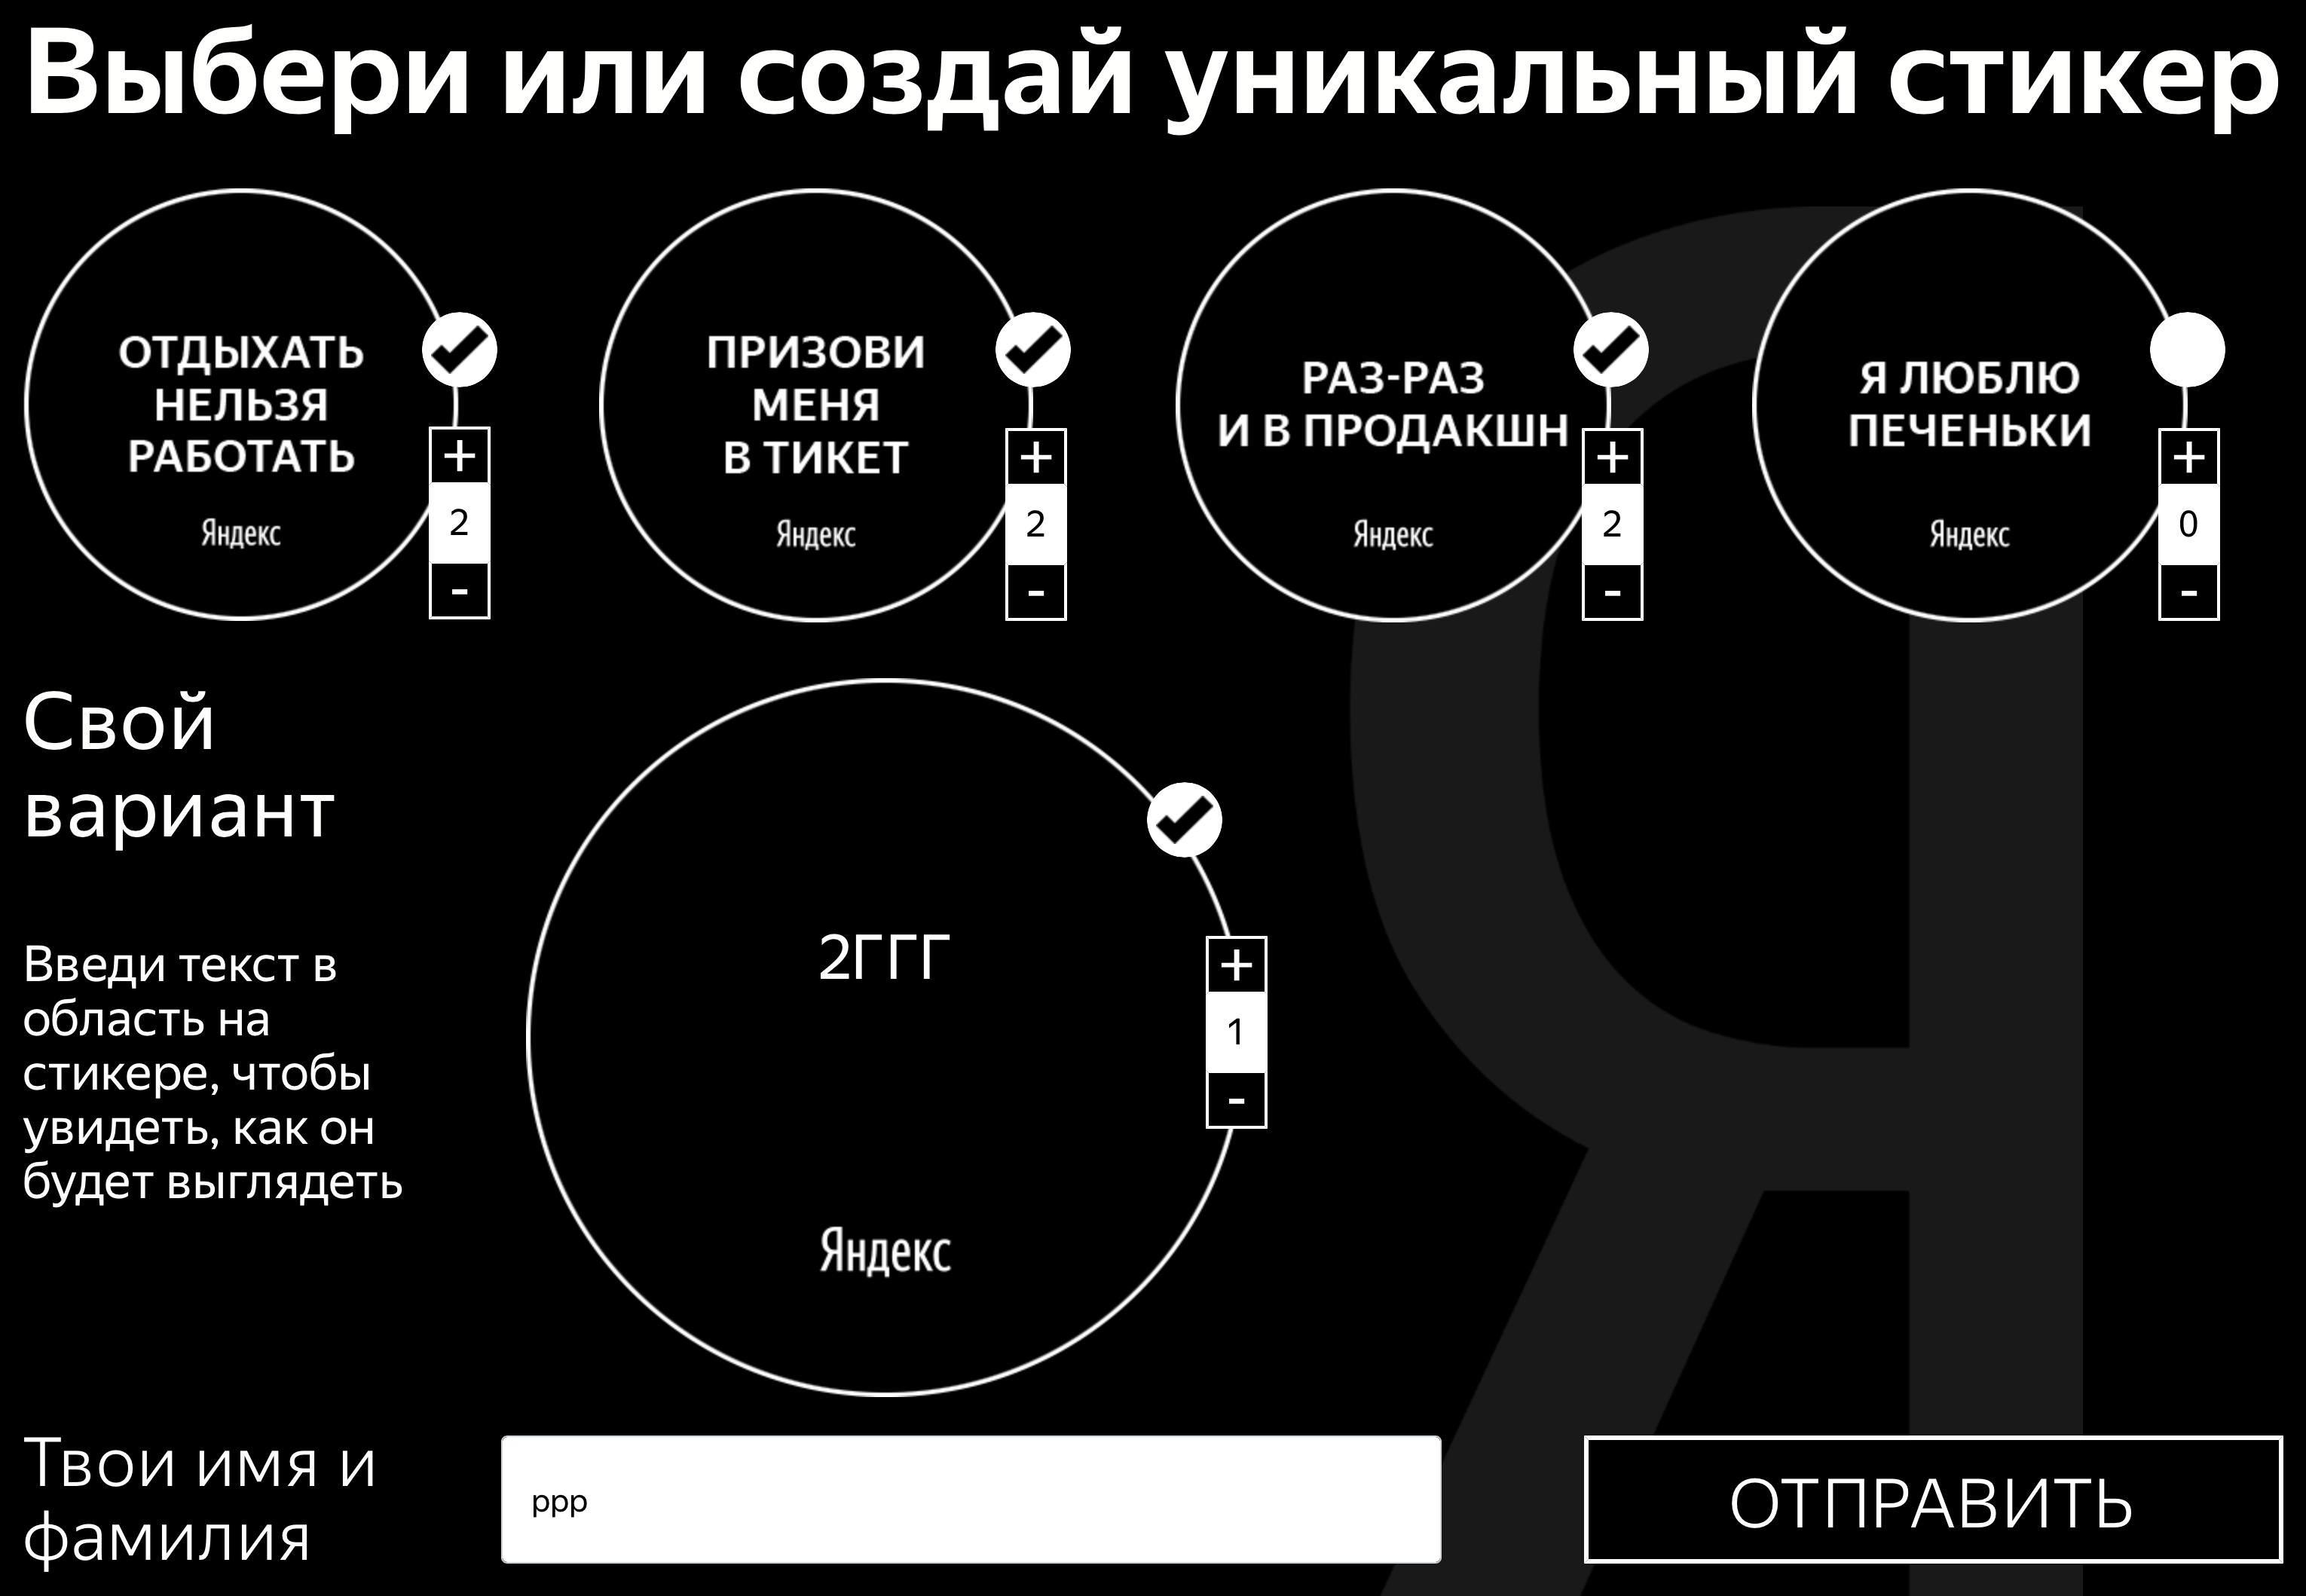 Выбери или создай уникальный стикер
ОТДЫХАТЬ
НЕЛЬЗЯ
РАБОТАТЬ
Яндекс
+
2
-
ПРИЗОВИ
МЕНЯ
В ТИКЕТ
Яндекс
+
2
-
РАЗ-РАЗ
И В ПРОДАКШН
Яндекс
+
2
-
Я ЛЮБЛЮ
ПЕЧЕНЬКИ
Яндекс
+
0
-
Свой
вариант
Введи текст в
область на
стикере, чтобы
увидеть, как он
будет выглядеть
2ГГГ
Яндекс
+
1
-
Твои имя и
фамилия
ррр
ОТПРАВИТЬ
Я